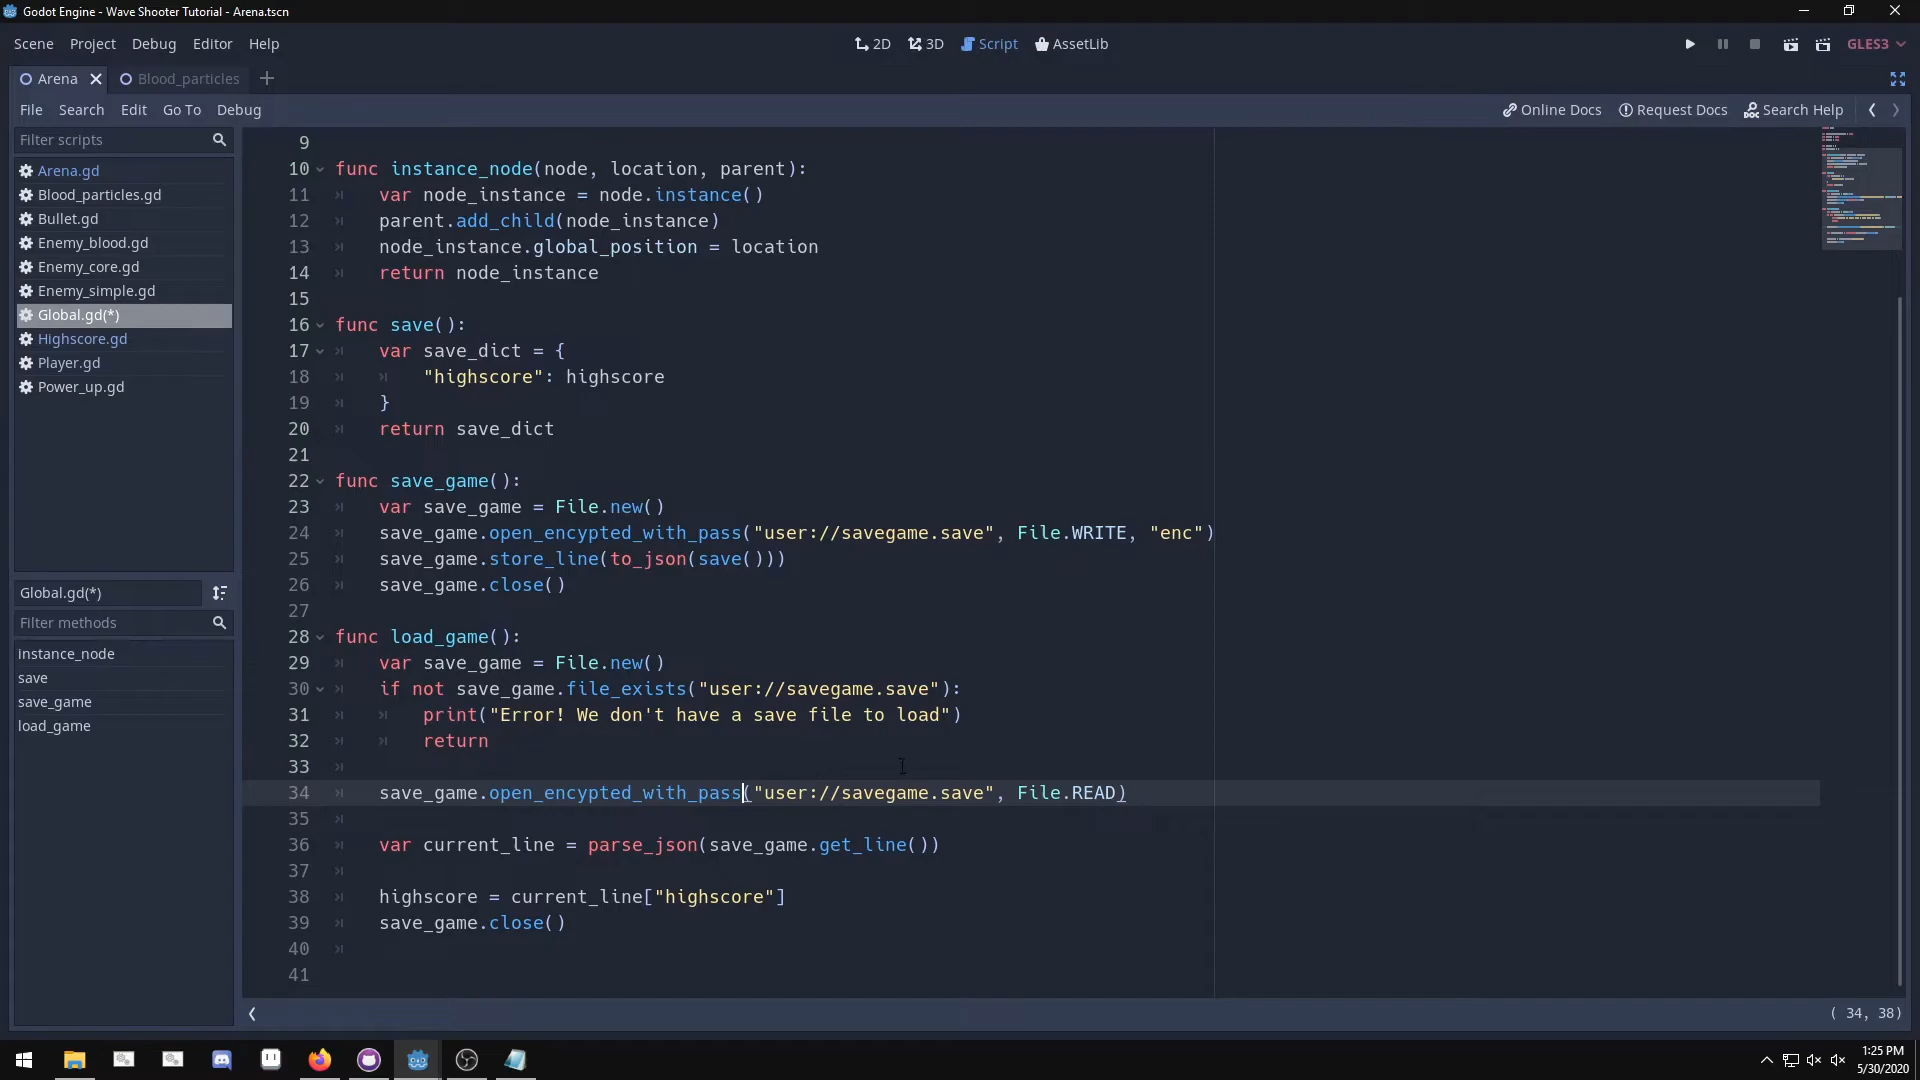 Godot Engine - Wave Shooter Tutorial - Arena.tscn
Scene Project Debug Editor Help
2D 3D Script AssetLib
GLES3
Arena Blood_particles
File Search Edit Go To Debug
Online Docs Request Docs Search Help
Filter scripts
Arena.gd
Blood_particles.gd
Bullet.gd
Enemy_blood.gd
Enemy_core.gd
Enemy_simple.gd
Global.gd(*)
Highscore.gd
Player.gd
Power_up.gd
Global.gd(*)
Filter methods
instance_node
save
save_game
load_game
9
10 func instance_node(node, location, parent):
11 var node_instance = node.instance()
12 parent.add_child(node_instance)
13 node_instance.global_position = location
14 return node_instance
15
16 func save():
17 var save_dict = {
18 "highscore": highscore
19 }
20 return save_dict
21
22 func save_game():
23 var save_game = File.new()
24 save_game.open_encypted_with_pass("user://savegame.save", File.WRITE, "enc")
25 save_game.store_line(to_json(save()))
26 save_game.close()
27
28 func load_game():
29 var save_game = File.new()
30 if not save_game.file_exists("user://savegame.save"):
31 print("Error! We don't have a save file to load")
32 return
33
34 save_game.open_encypted_with_pass("user://savegame.save", File.READ)
35
36 var current_line = parse_json(save_game.get_line())
37
38 highscore = current_line["highscore"]
39 save_game.close()
40
41
( 34, 38)
1:25 PM
5/30/2020